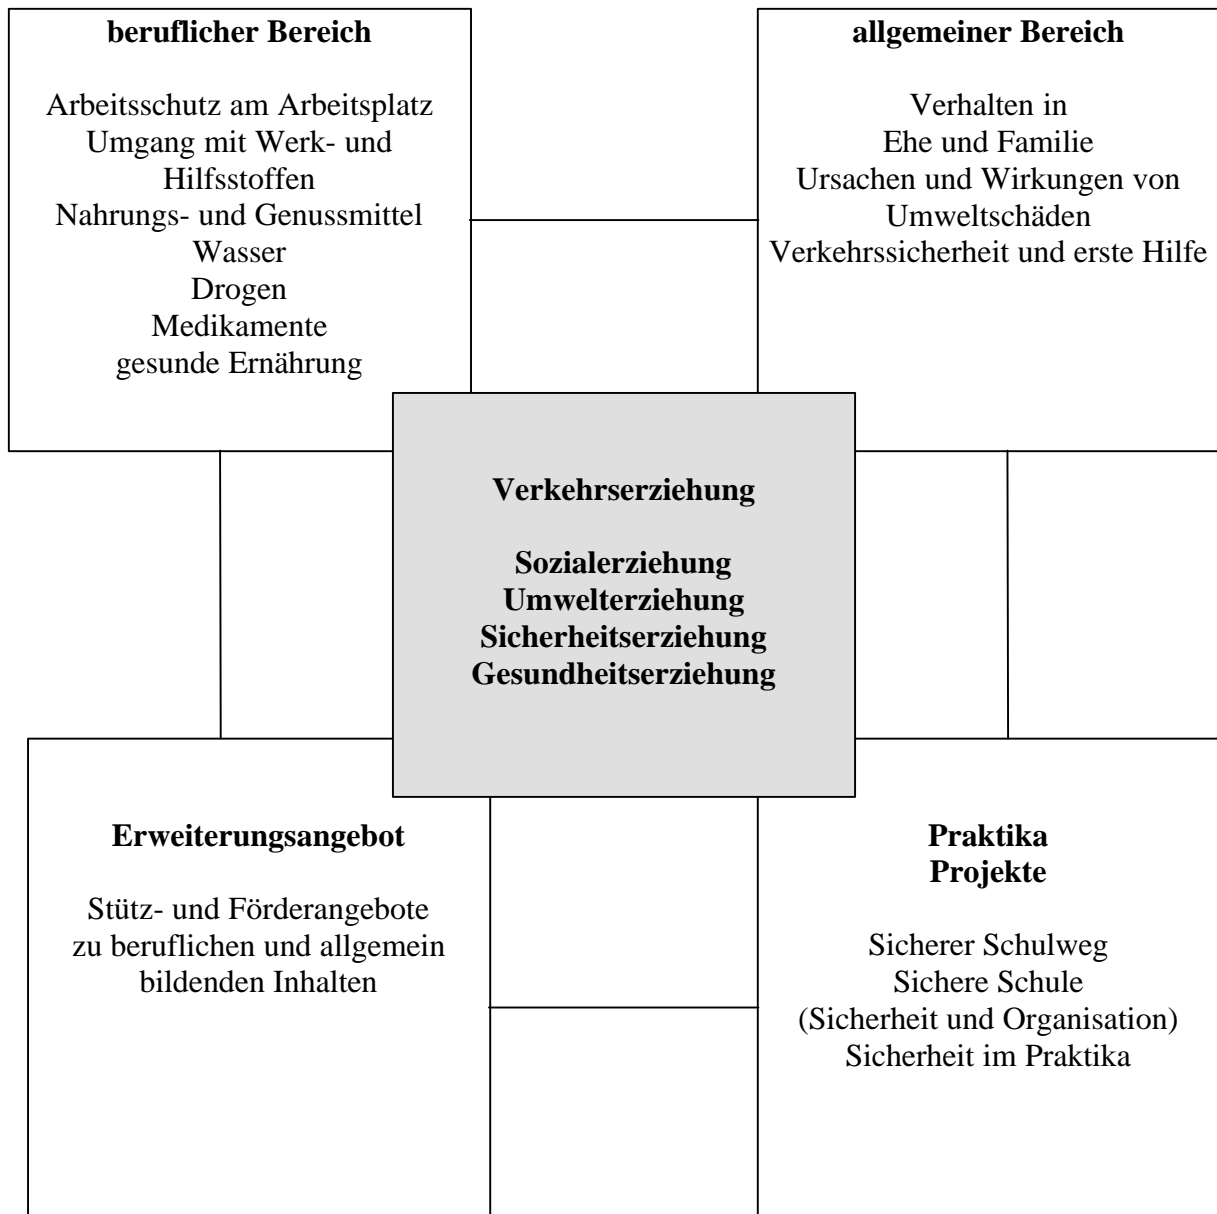 beruflicher Bereich
Arbeitsschutz am Arbeitsplatz
Umgang mit Werk- und
Hilfsstoffen
Nahrungs- und Genussmittel
Wasser
Drogen
Medikamente
gesunde Ernährung
allgemeiner Bereich
Verhalten in
Ehe und Familie
Ursachen und Wirkungen von
Umweltschäden
Verkehrssicherheit und erste Hilfe
Verkehrserziehung
Sozialerziehung
Umwelterziehung
Sicherheitserziehung
Gesundheitserziehung
Erweiterungsangebot
Stütz- und Förderangebote
zu beruflichen und allgemein
bildenden Inhalten
Praktika
Projekte
Sicherer Schulweg
Sichere Schule
(Sicherheit und Organisation)
Sicherheit im Praktika